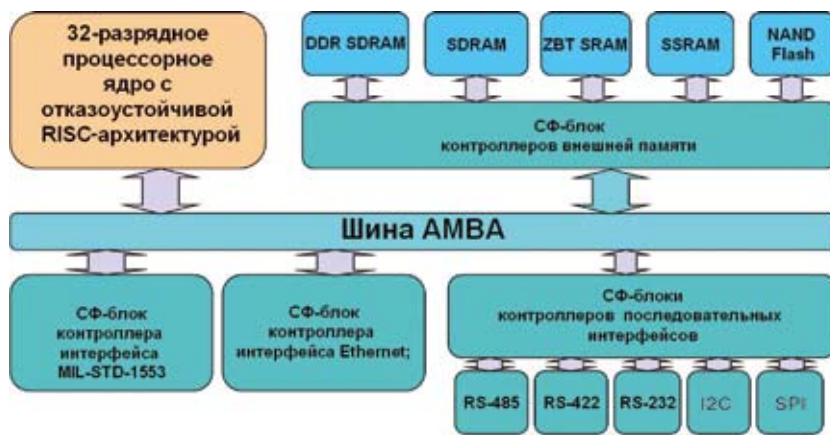 32-разрядное
процессорное
ядро с
отказоустойчивой
RISC-архитектурой
DDR SDRAM
SDRAM
ZBT SRAM
SSRAM
NAND
Flash
СФ-блок
контроллеров внешней памяти
Шина AMBA
СФ-блок
контроллера
интерфейса
MIL-STD-1553
СФ-блок
контроллера
интерфейса Ethernet;
СФ-блоки
контроллеров последовательных
интерфейсов
RS-485
RS-422
RS-232
I2C
SPI